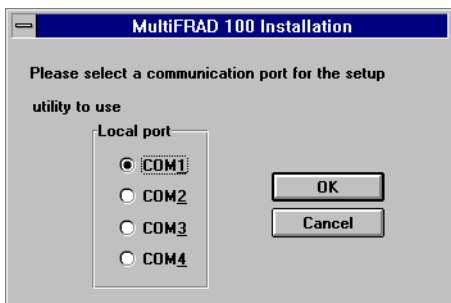 MultiFRAD 100 Installation
Please select a communication port for the setup
utility to use
Local port
COM1
COM2
COM3
COM4
OK
Cancel